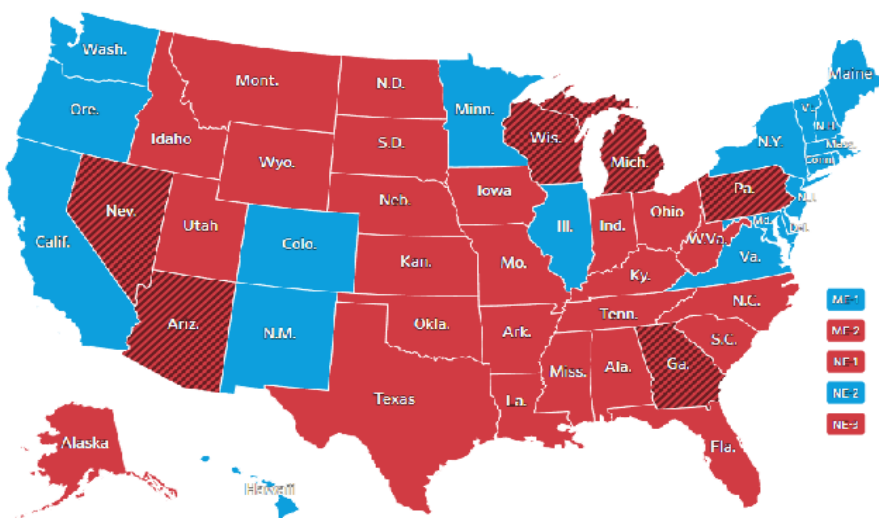 Wash.
Mont.
N.D.
Minn.
Maine
Ore.
Idaho
S.D.
Wis.
Mich.
N.Y.
Mass.
Conn.
Wyo.
Neb.
Iowa
Pa.
N.J.
Nev.
Utah
Colo.
Ill.
Ind.
Ohio
Md.
Del.
Calif.
Kan.
Mo.
W.Va.
Va.
Ky.
Ariz.
N.M.
Okla.
Ark.
Tenn.
N.C.
S.C.
Texas
La.
Miss.
Ala.
Ga.
Fla.
Alaska
Hawaii
ME-1
ME-2
NE-1
NE-2
NE-3